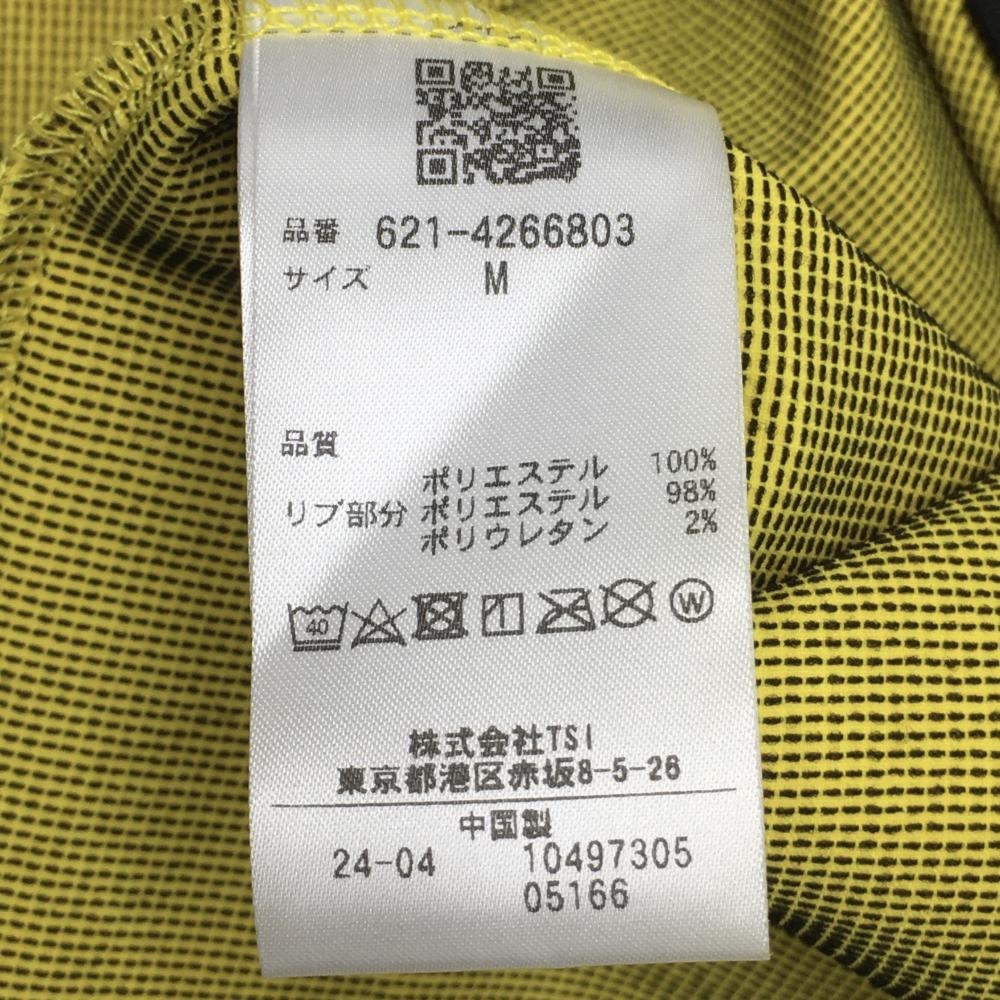 品番 621-4266803
サイズ M
品質
ポリエステル 100%
リブ部分 ポリエステル 98%
ポリウレタン 2%
40 W
株式会社TSI
東京都港区赤坂8-5-26
中国製
24-04 10497305
05166